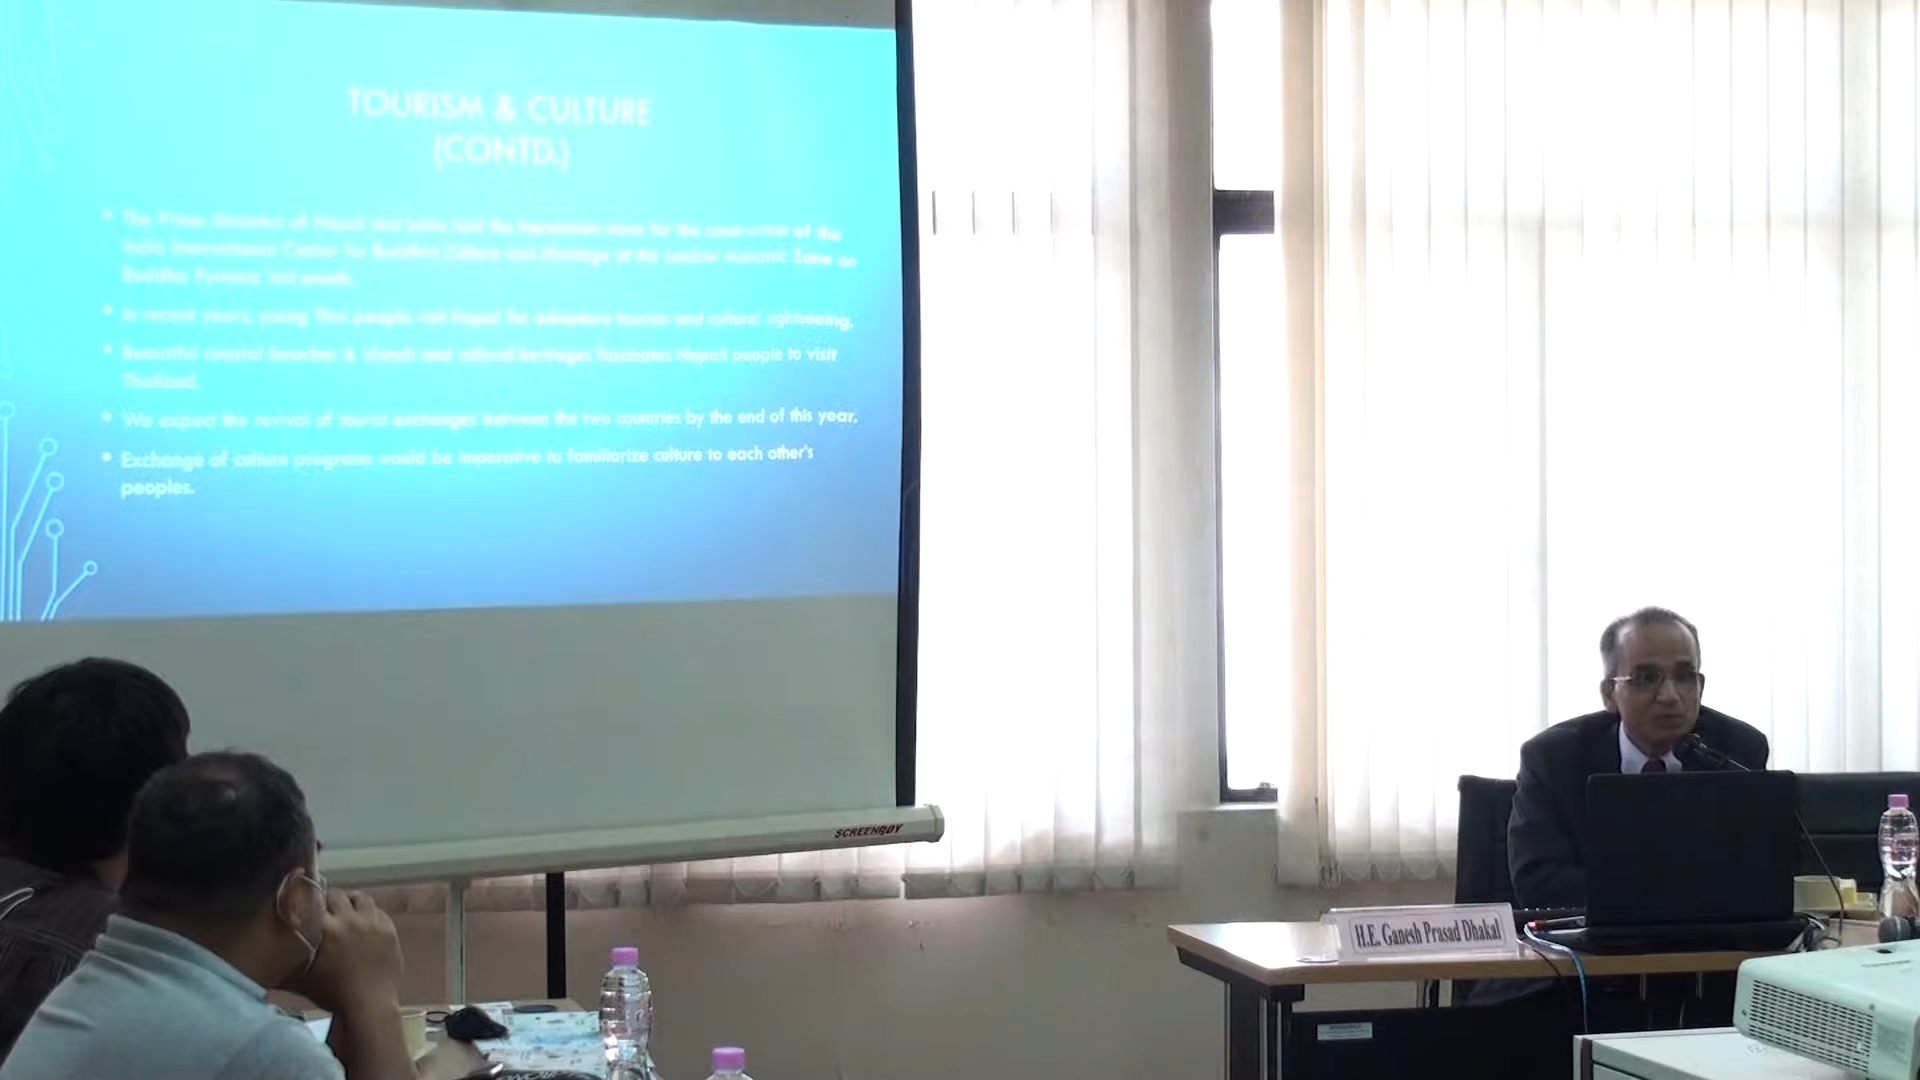 TOURISM & CULTURE
(CONTD.)
• The Prime Ministers of Nepal and India laid the foundation stone for the construction of the
India International Center for Buddhist Culture and Heritage at the Lumbini Monastic Zone on
Buddha Purnima last month.
• In recent years, young Thai people visit Nepal for adventure tourism and cultural sightseeing.
• Beautiful coastal beaches & islands and cultural heritages fascinates Nepali people to visit
Thailand.
• We expect the revival of tourist exchanges between the two countries by the end of this year.
• Exchange of culture programs would be imperative to familiarize culture to each other's
peoples.
SCREENBOY
H.E. Ganesh Prasad Dhakal